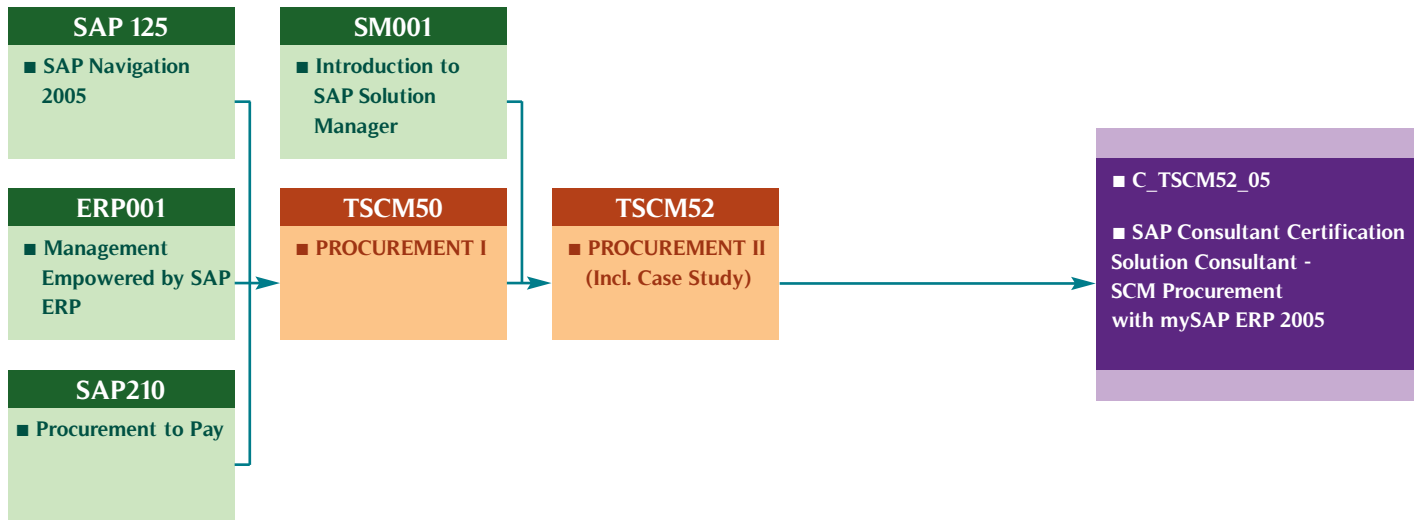 SAP 125
■ SAP Navigation
2005
SM001
■ Introduction to
SAP Solution
Manager
ERP001
■ Management
Empowered by SAP
ERP
TSCM50
■ PROCUREMENT I
TSCM52
■ PROCUREMENT II
(Incl. Case Study)
■ C_TSCM52_05
■ SAP Consultant Certification
Solution Consultant -
SCM Procurement
with mySAP ERP 2005
SAP210
■ Procurement to Pay